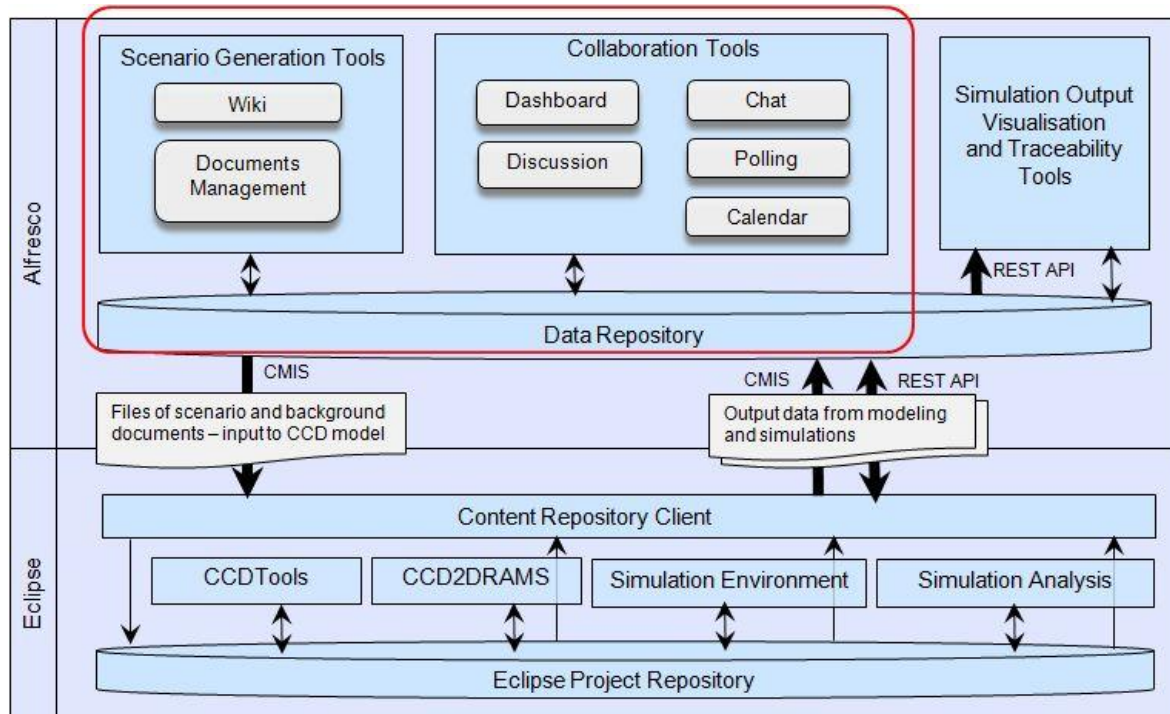 Alfresco
Scenario Generation Tools
Wiki
Documents
Management
Collaboration Tools
Dashboard
Discussion
Chat
Polling
Calendar
Simulation Output
Visualisation
and Traceability
Tools
REST API
Data Repository
CMIS
Files of scenario and background
documents – input to CCD model
CMIS
REST API
Output data from modeling
and simulations
Eclipse
Content Repository Client
CCDTools
CCD2DRAMS
Simulation Environment
Simulation Analysis
Eclipse Project Repository